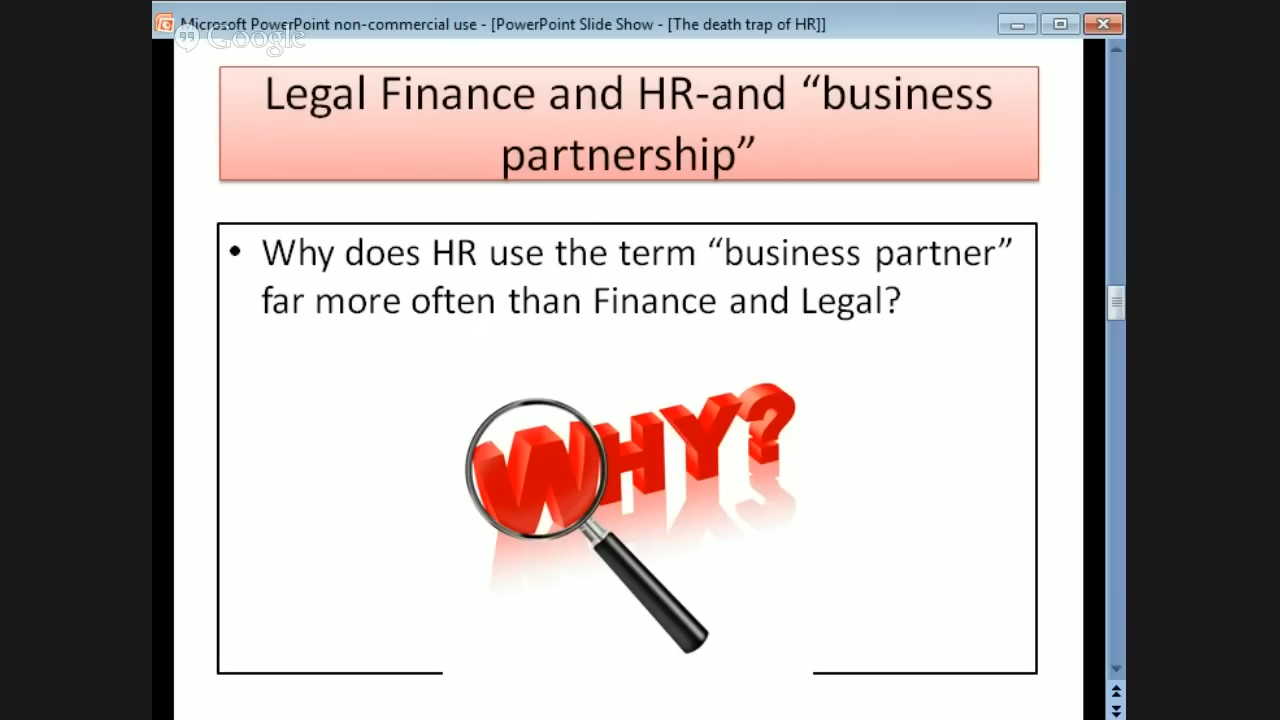 Microsoft PowerPoint non-commercial use - [PowerPoint Slide Show - [The death trap of HR]]
Google
Legal Finance and HR-and “business
partnership”
• Why does HR use the term “business partner”
far more often than Finance and Legal?
WHY?